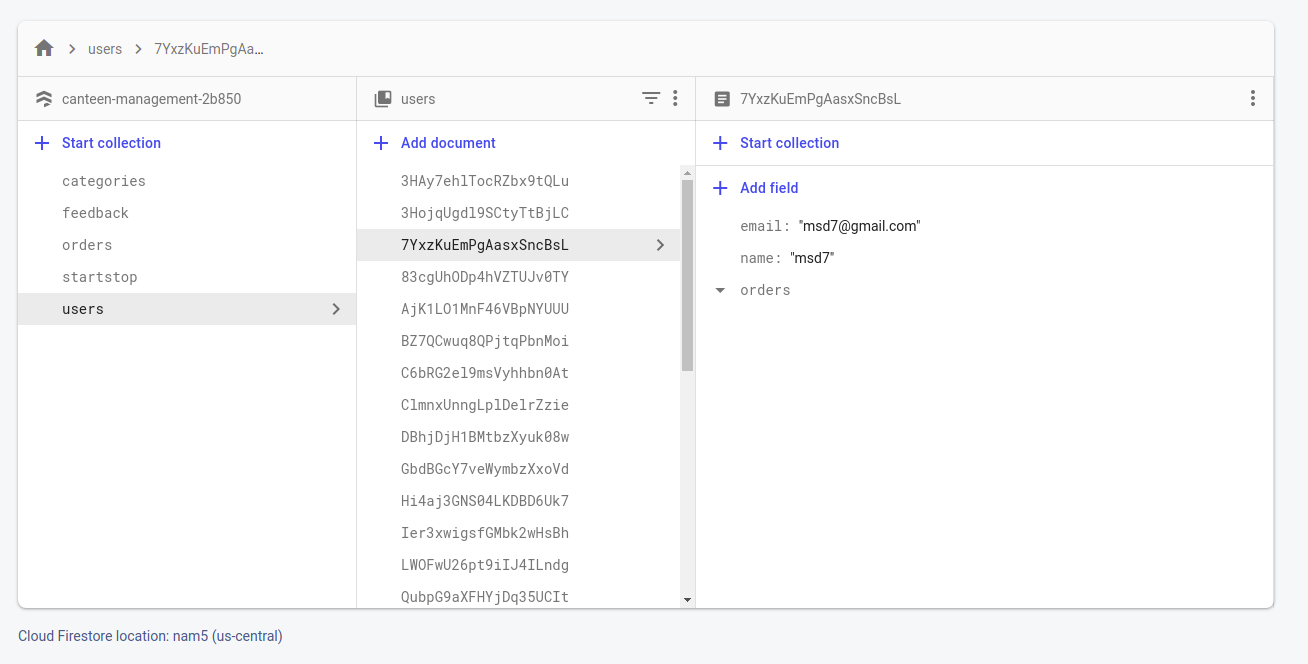 users
7YxzKuEmPgAa…
canteen-management-2b850
Start collection
categories
feedback
orders
startstop
users
users
Add document
3HAy7ehlTocRZbx9tQLu
3HojqUgdl9SCtyTtBjLC
7YxzKuEmPgAasxSncBsL
83cgUhODp4hVZTUJv0TY
AjK1LO1MnF46VBpNYUUU
BZ7QCwuq8QPjtqPbnMoi
C6bRG2el9msVyhhbn0At
ClmnxUnngLplDelrZzie
DBhjDjH1BMtbzXyuk08w
GbdBGcY7veWymbzXxoVd
Hi4aj3GNS04LKDBD6Uk7
Ier3xwigsfGMbk2wHsBh
LWOFwU26pt9iIJ4ILndg
QubpG9aXFHYjDq35UCIt
7YxzKuEmPgAasxSncBsL
Start collection
Add field
email: "msd7@gmail.com"
name: "msd7"
orders
Cloud Firestore location: nam5 (us-central)